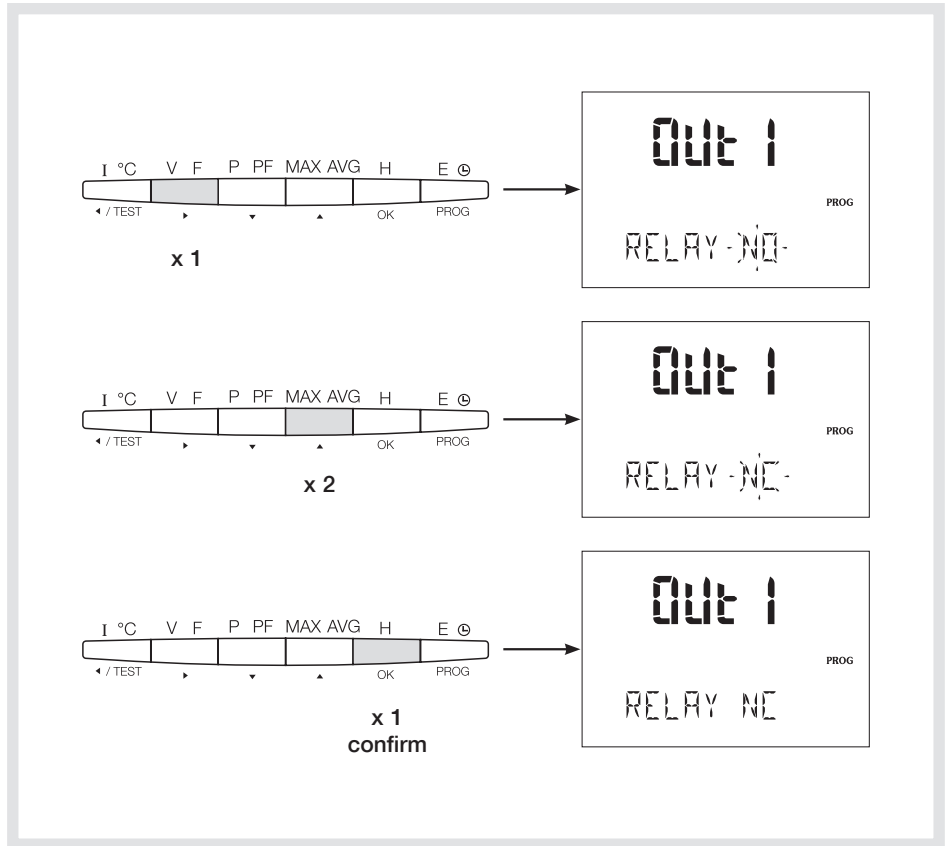 I °C V F P PF MAX AVG H E
/ TEST OK PROG
x 1
Out 1
PROG
RELAY NO
I °C V F P PF MAX AVG H E
/ TEST OK PROG
x 2
Out 1
PROG
RELAY NC
I °C V F P PF MAX AVG H E
/ TEST OK PROG
x 1
confirm
Out 1
PROG
RELAY NC